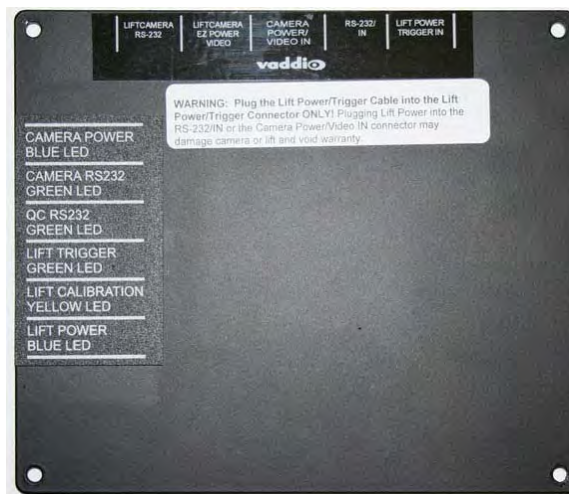 LIFTCAMERA
RS-232
LIFTCAMERA
EZ POWER
VIDEO
CAMERA
POWER/
VIDEO IN
RS-232/
IN
LIFT POWER
TRIGGER IN
vaddio
WARNING: Plug the Lift Power/Trigger Cable into the Lift
Power/Trigger Connector ONLY! Plugging Lift Power into the
RS-232/IN or the Camera Power/Video IN connector may
damage camera or lift and void warranty.
CAMERA POWER
BLUE LED
CAMERA RS232
GREEN LED
QC RS232
GREEN LED
LIFT TRIGGER
GREEN LED
LIFT CALIBRATION
YELLOW LED
LIFT POWER
BLUE LED